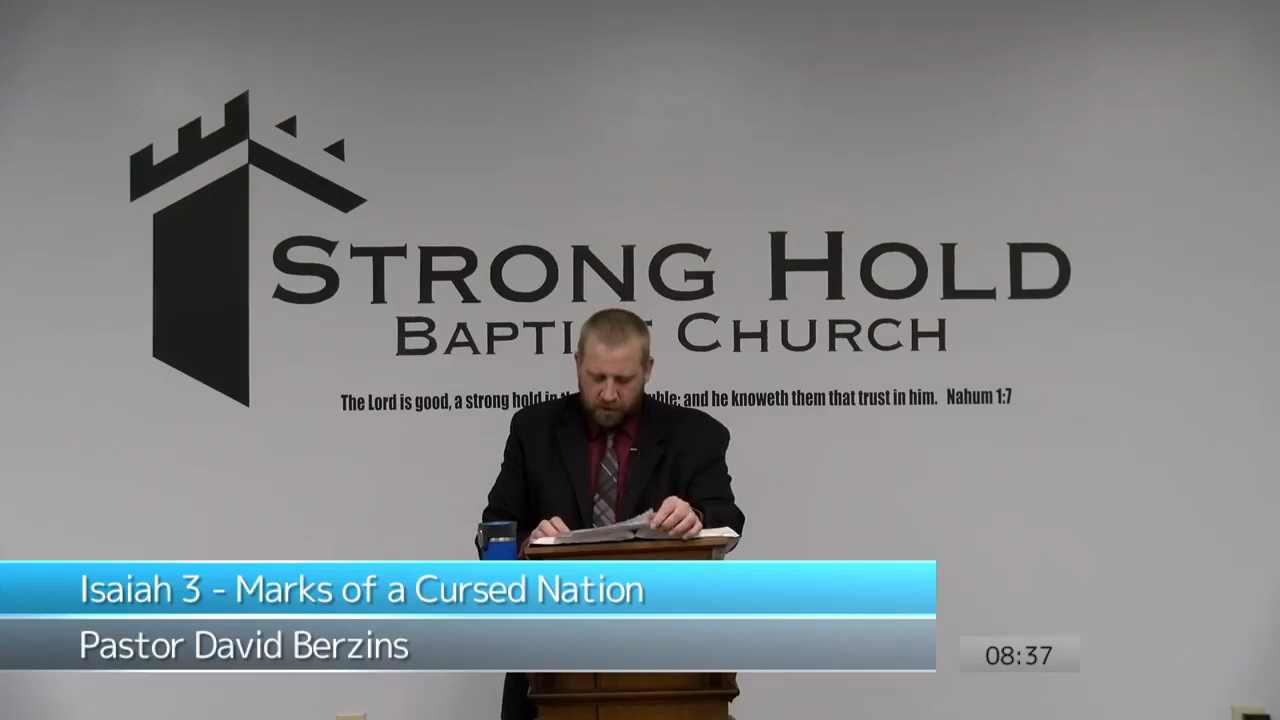 STRONG HOLD
BAPTI T CHURCH
The Lord is good, a strong hold in uble; and he knoweth them that trust in him. Nahum 1:7
Isaiah 3 - Marks of a Cursed Nation
Pastor David Berzins
08:37